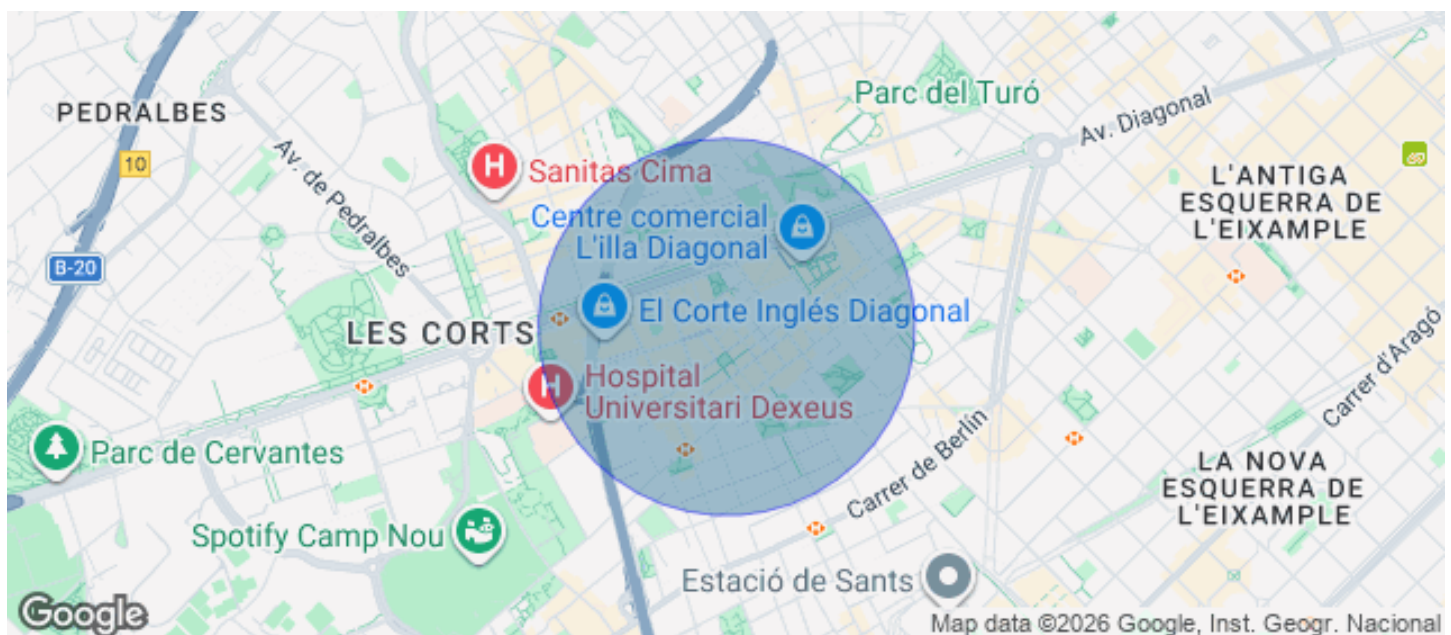 PEDRALBES
10
Av. de Pedralbes
B-20
H
Sanitas Cima
Parc del Turó
Av. Diagonal
Centre comercial
L'illa Diagonal
L'ANTIGA
ESQUERRA DE
L'EIXAMPLE
El Corte Inglés Diagonal
LES CORTS
H
Hospital
Universitari Dexeus
Carrer d'Aragó
Parc de Cervantes
Carrer de Berlín
LA NOVA
ESQUERRA DE
L'EIXAMPLE
Spotify Camp Nou
Estació de Sants
Google
Map data ©2026 Google, Inst. Geogr. Nacional